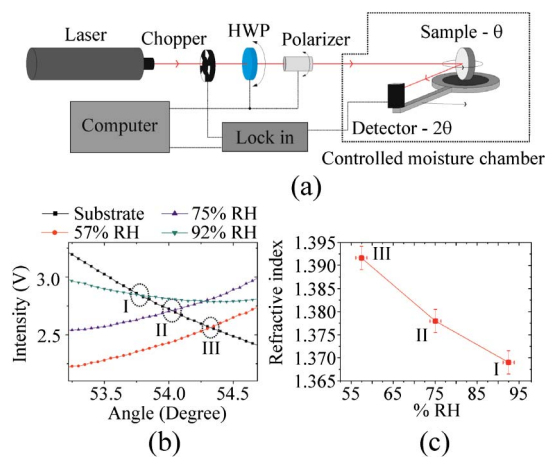 Laser
Chopper
HWP
Polarizer
Sample - θ
Computer
Lock in
Detector - 2θ
Controlled moisture chamber
(a)
Substrate
75% RH
57% RH
92% RH
Intensity (V)
3.0
2.5
I
II
III
53.5
54.0
54.5
Angle (Degree)
(b)
Refractive index
1.395
1.390
1.385
1.380
1.375
1.370
1.365
III
II
I
55
65
75
85
95
% RH
(c)